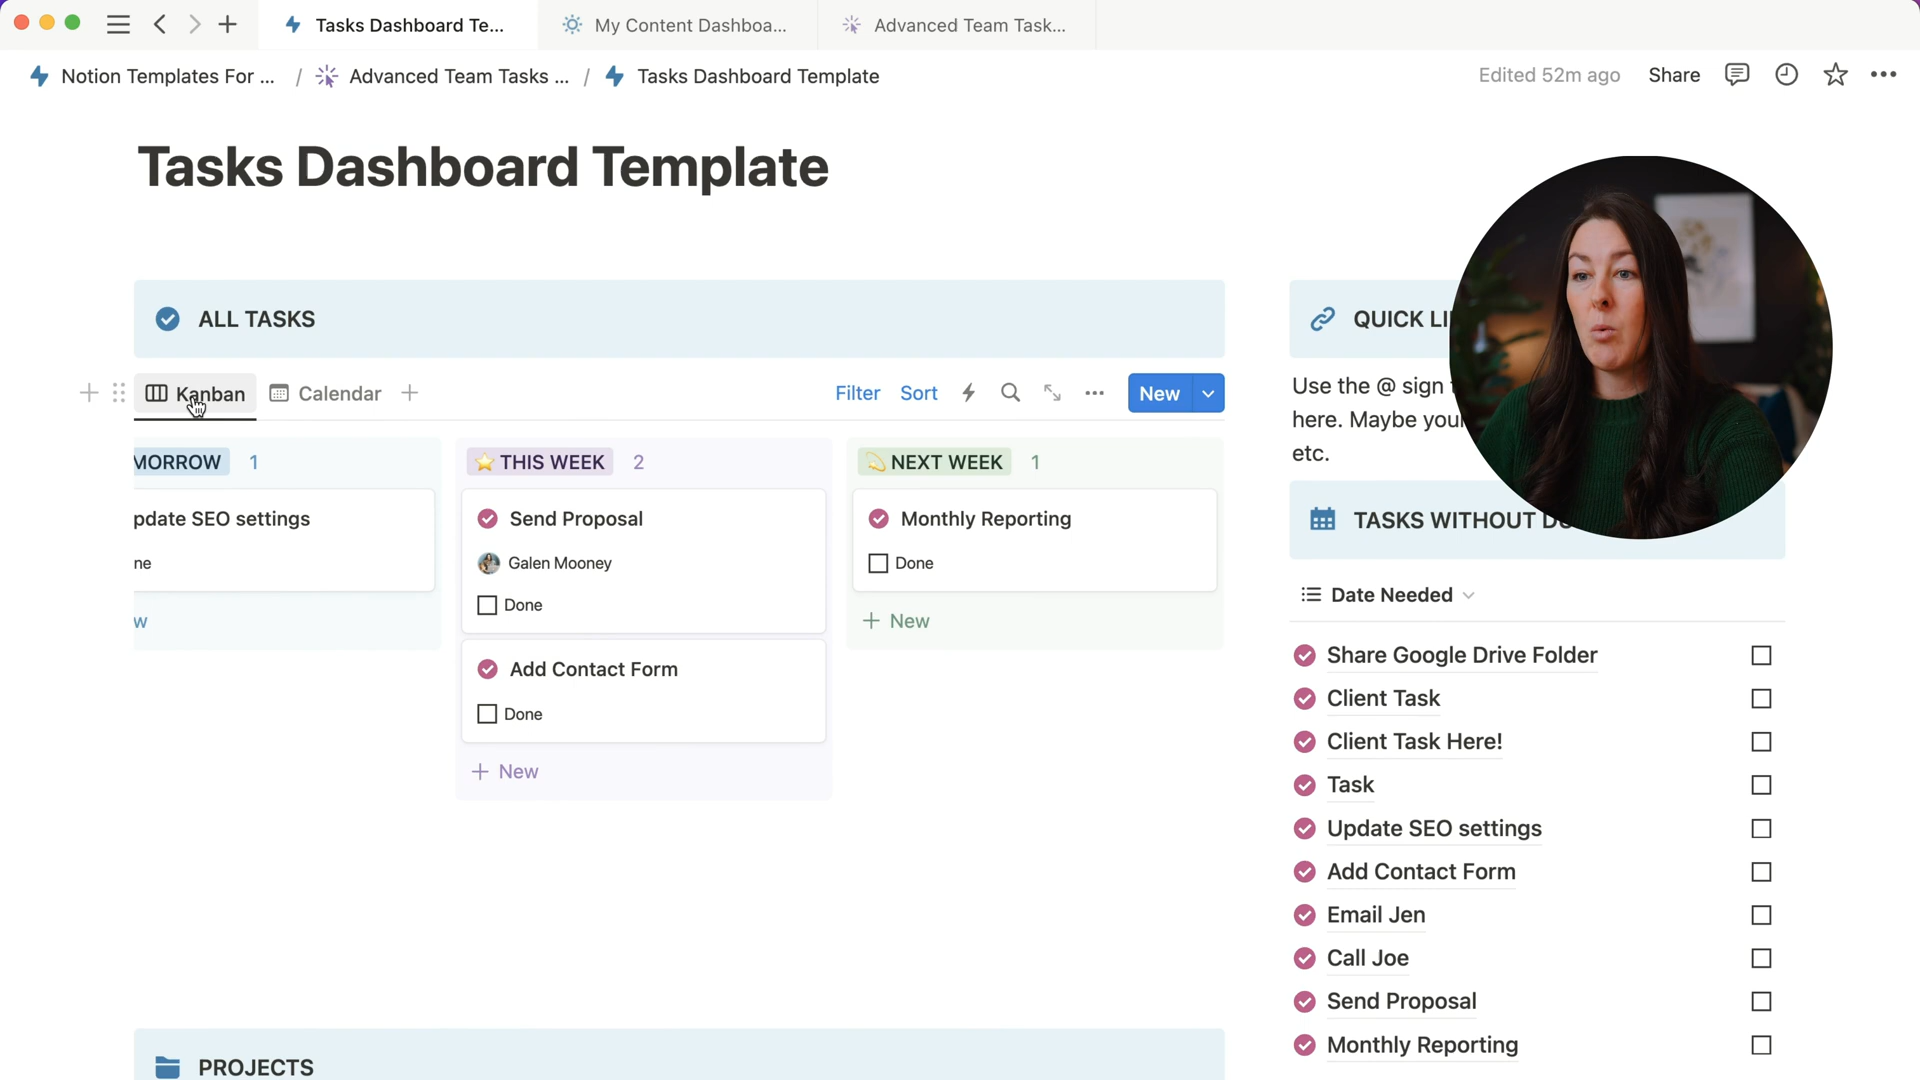 Tasks Dashboard Te...
My Content Dashboa...
Advanced Team Task...
Notion Templates For ... / Advanced Team Tasks ... / Tasks Dashboard Template
Edited 52m ago
Share
Tasks Dashboard Template
ALL TASKS
Kanban
Calendar
Filter
Sort
New
MORROW 1
pdate SEO settings
ne
w
THIS WEEK 2
Send Proposal
Galen Mooney
Done
Add Contact Form
Done
New
NEXT WEEK 1
Monthly Reporting
Done
New
QUICK LI
Use the @ sign
here. Maybe your
etc.
TASKS WITHOUT DU
Date Needed
Share Google Drive Folder
Client Task
Client Task Here!
Task
Update SEO settings
Add Contact Form
Email Jen
Call Joe
Send Proposal
Monthly Reporting
PROJECTS